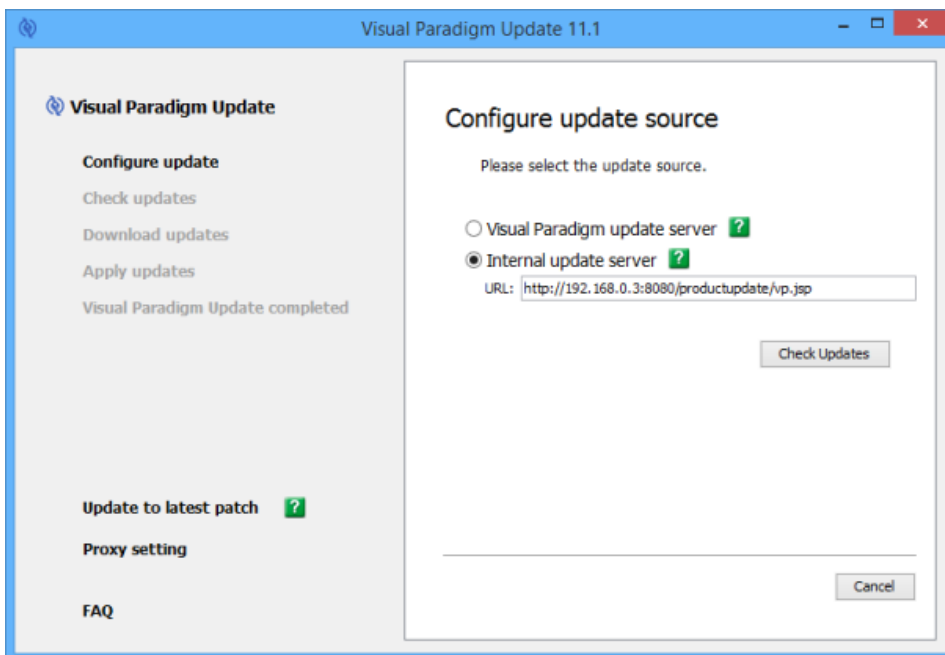 Visual Paradigm Update 11.1
Visual Paradigm Update
Configure update
Check updates
Download updates
Apply updates
Visual Paradigm Update completed
Update to latest patch ?
Proxy setting
FAQ
Configure update source
Please select the update source.
Visual Paradigm update server ?
Internal update server ?
URL: http://192.168.0.3:8080/productupdate/vp.jsp
Check Updates
Cancel